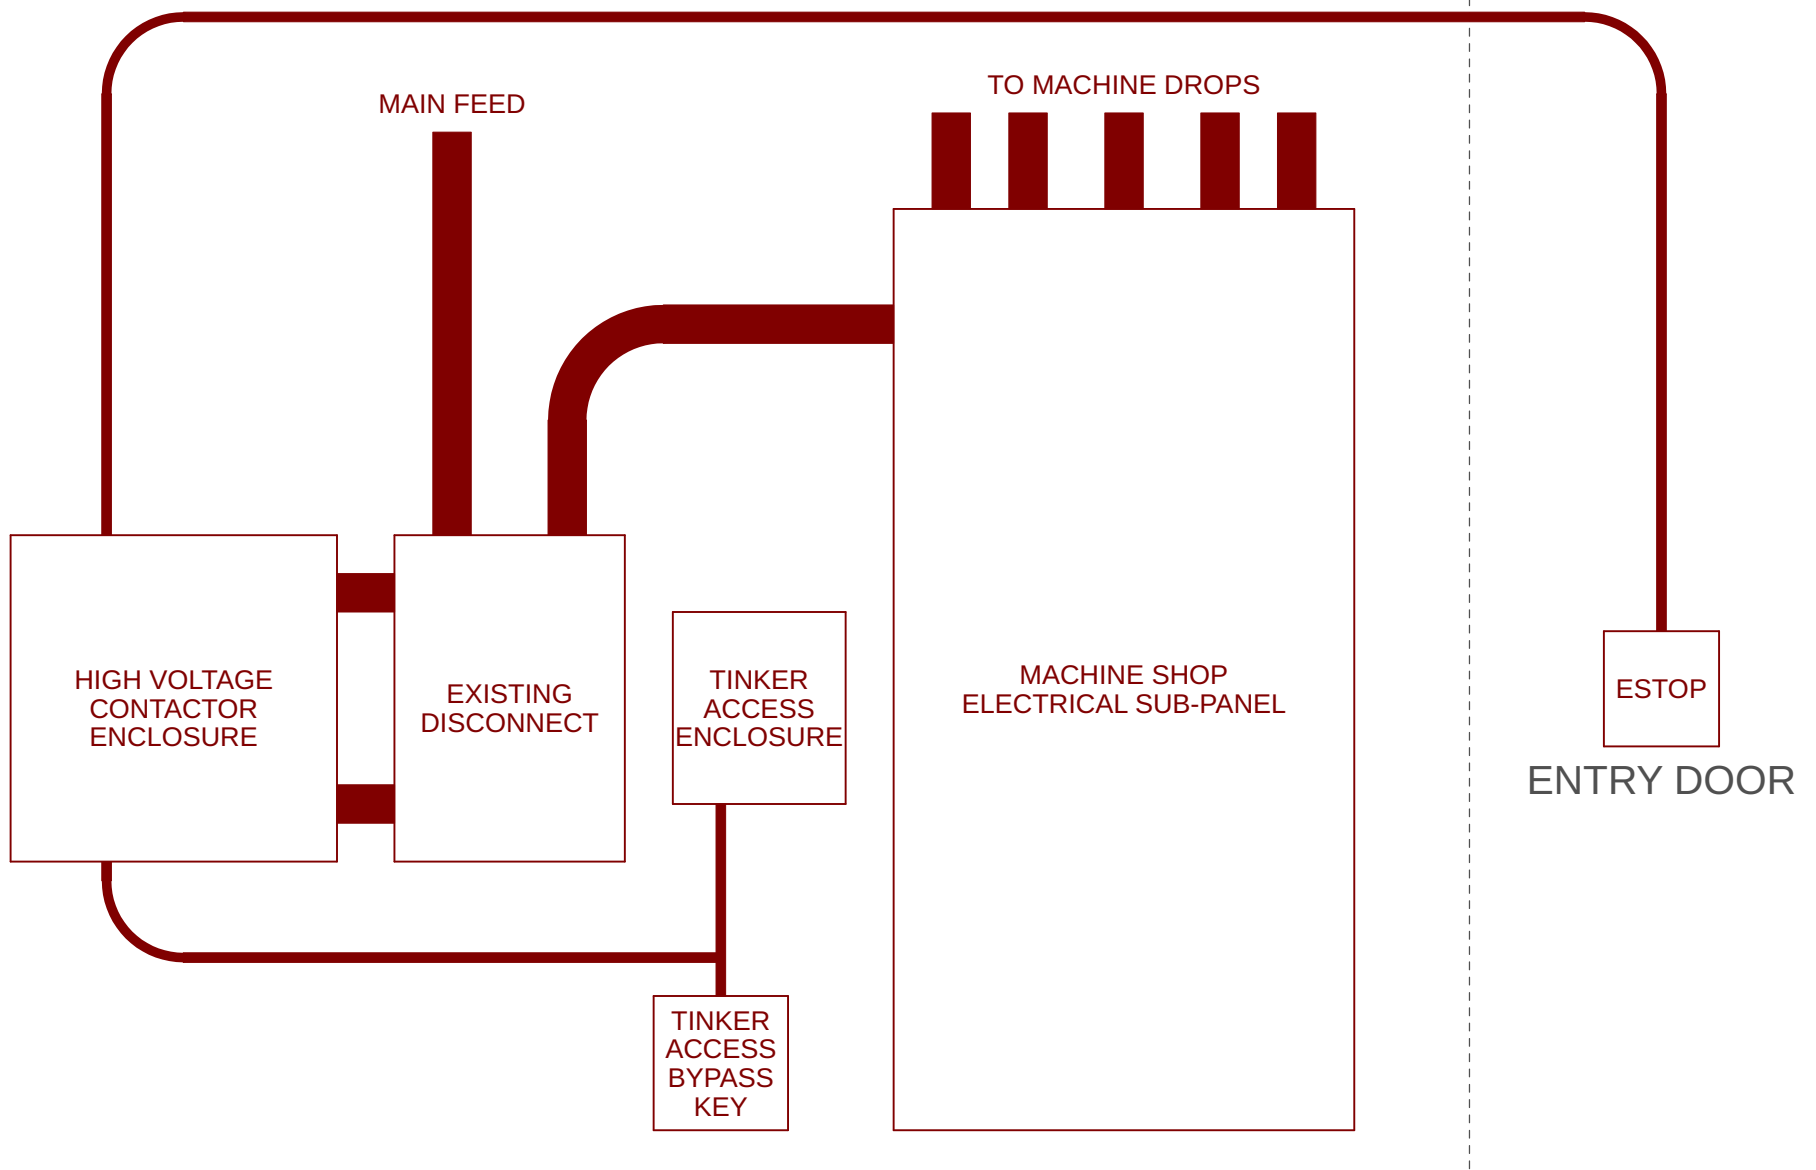 TO MACHINE DROPS
MAIN FEED
HIGH VOLTAGE
CONTACTOR
ENCLOSURE
EXISTING
DISCONNECT
TINKER
ACCESS
ENCLOSURE
MACHINE SHOP
ELECTRICAL SUB-PANEL
ESTOP
ENTRY DOOR
TINKER
ACCESS
BYPASS
KEY